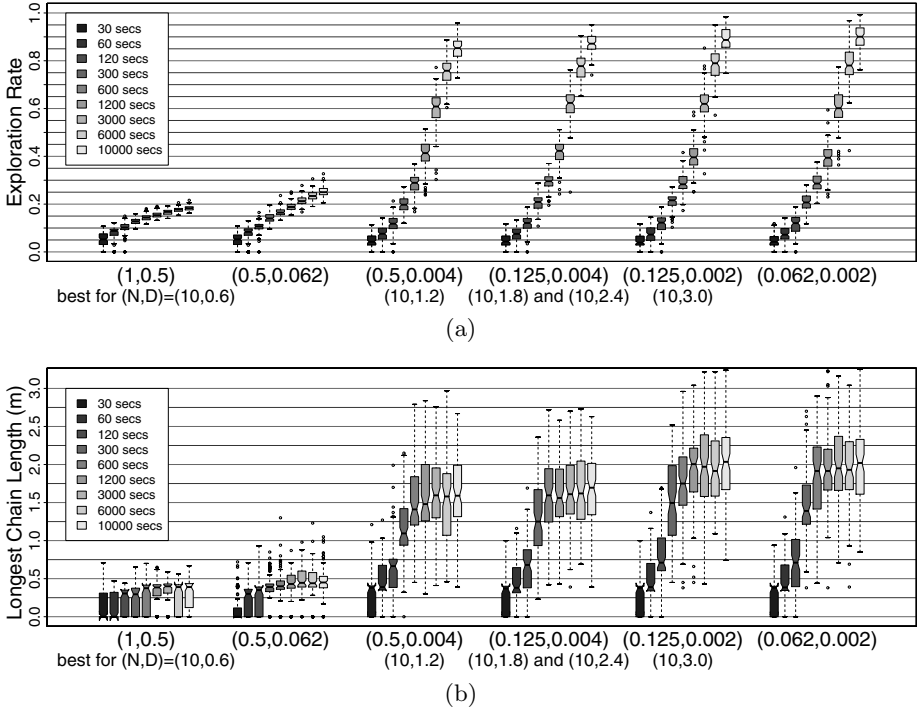 Exploration Rate
1.0
0.8
0.6
0.4
0.2
0.0
30 secs
60 secs
120 secs
300 secs
600 secs
1200 secs
3000 secs
6000 secs
10000 secs
(1,0.5) (0.5,0.062) (0.5,0.004) (0.125,0.004) (0.125,0.002) (0.062,0.002)
best for (N,D)=(10,0.6) (10,1.2) (10,1.8) and (10,2.4) (10,3.0)
(a)
Longest Chain Length (m)
3.0
2.5
2.0
1.5
1.0
0.5
0.0
30 secs
60 secs
120 secs
300 secs
600 secs
1200 secs
3000 secs
6000 secs
10000 secs
(1,0.5) (0.5,0.062) (0.5,0.004) (0.125,0.004) (0.125,0.002) (0.062,0.002)
best for (N,D)=(10,0.6) (10,1.2) (10,1.8) and (10,2.4) (10,3.0)
(b)